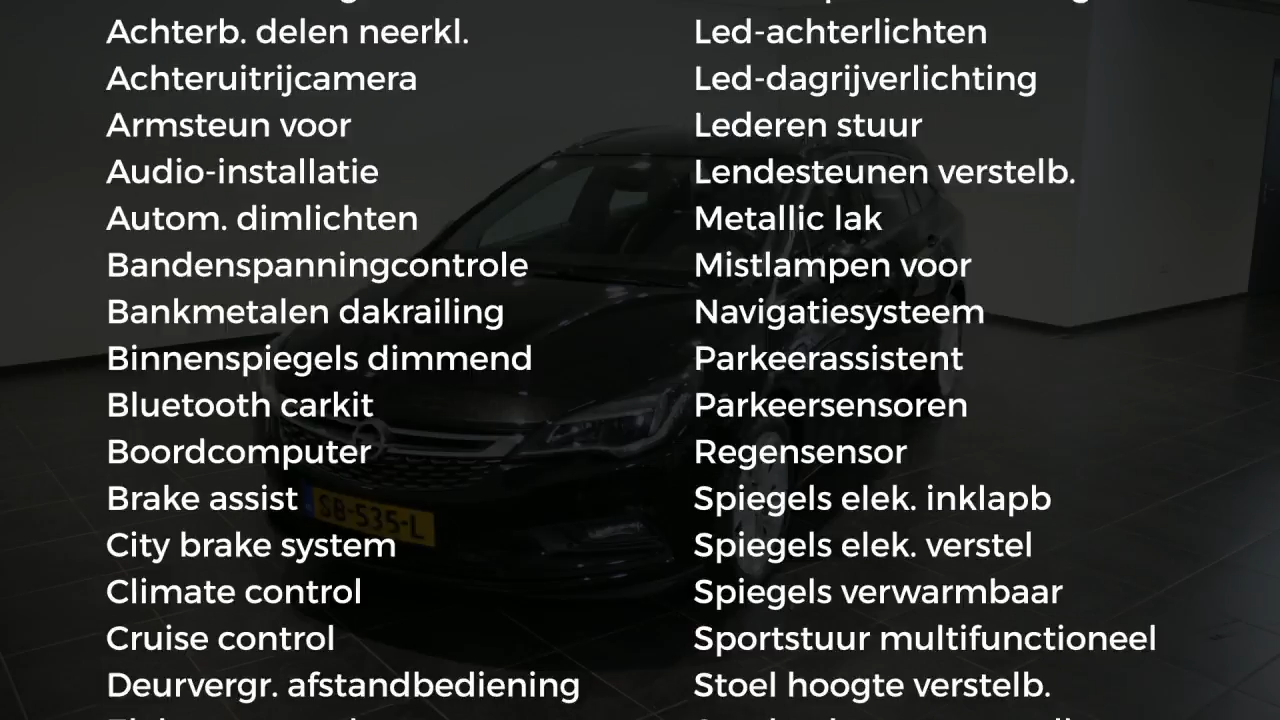 Achterb. delen neerkl.
Achteruitrijcamera
Armsteun voor
Audio-installatie
Autom. dimlichten
Bandenspanningcontrole
Bankmetalen dakrailing
Binnenspiegels dimmend
Bluetooth carkit
Boordcomputer
Brake assist
City brake system
Climate control
Cruise control
Deurvergr. afstandbediening
Led-achterlichten
Led-dagrijverlichting
Lederen stuur
Lendesteunen verstelb.
Metallic lak
Mistlampen voor
Navigatiesysteem
Parkeerassistent
Parkeersensoren
Regensensor
Spiegels elek. inklapb
Spiegels elek. verstel
Spiegels verwarmbaar
Sportstuur multifunctioneel
Stoel hoogte verstelb.
SB-535-L